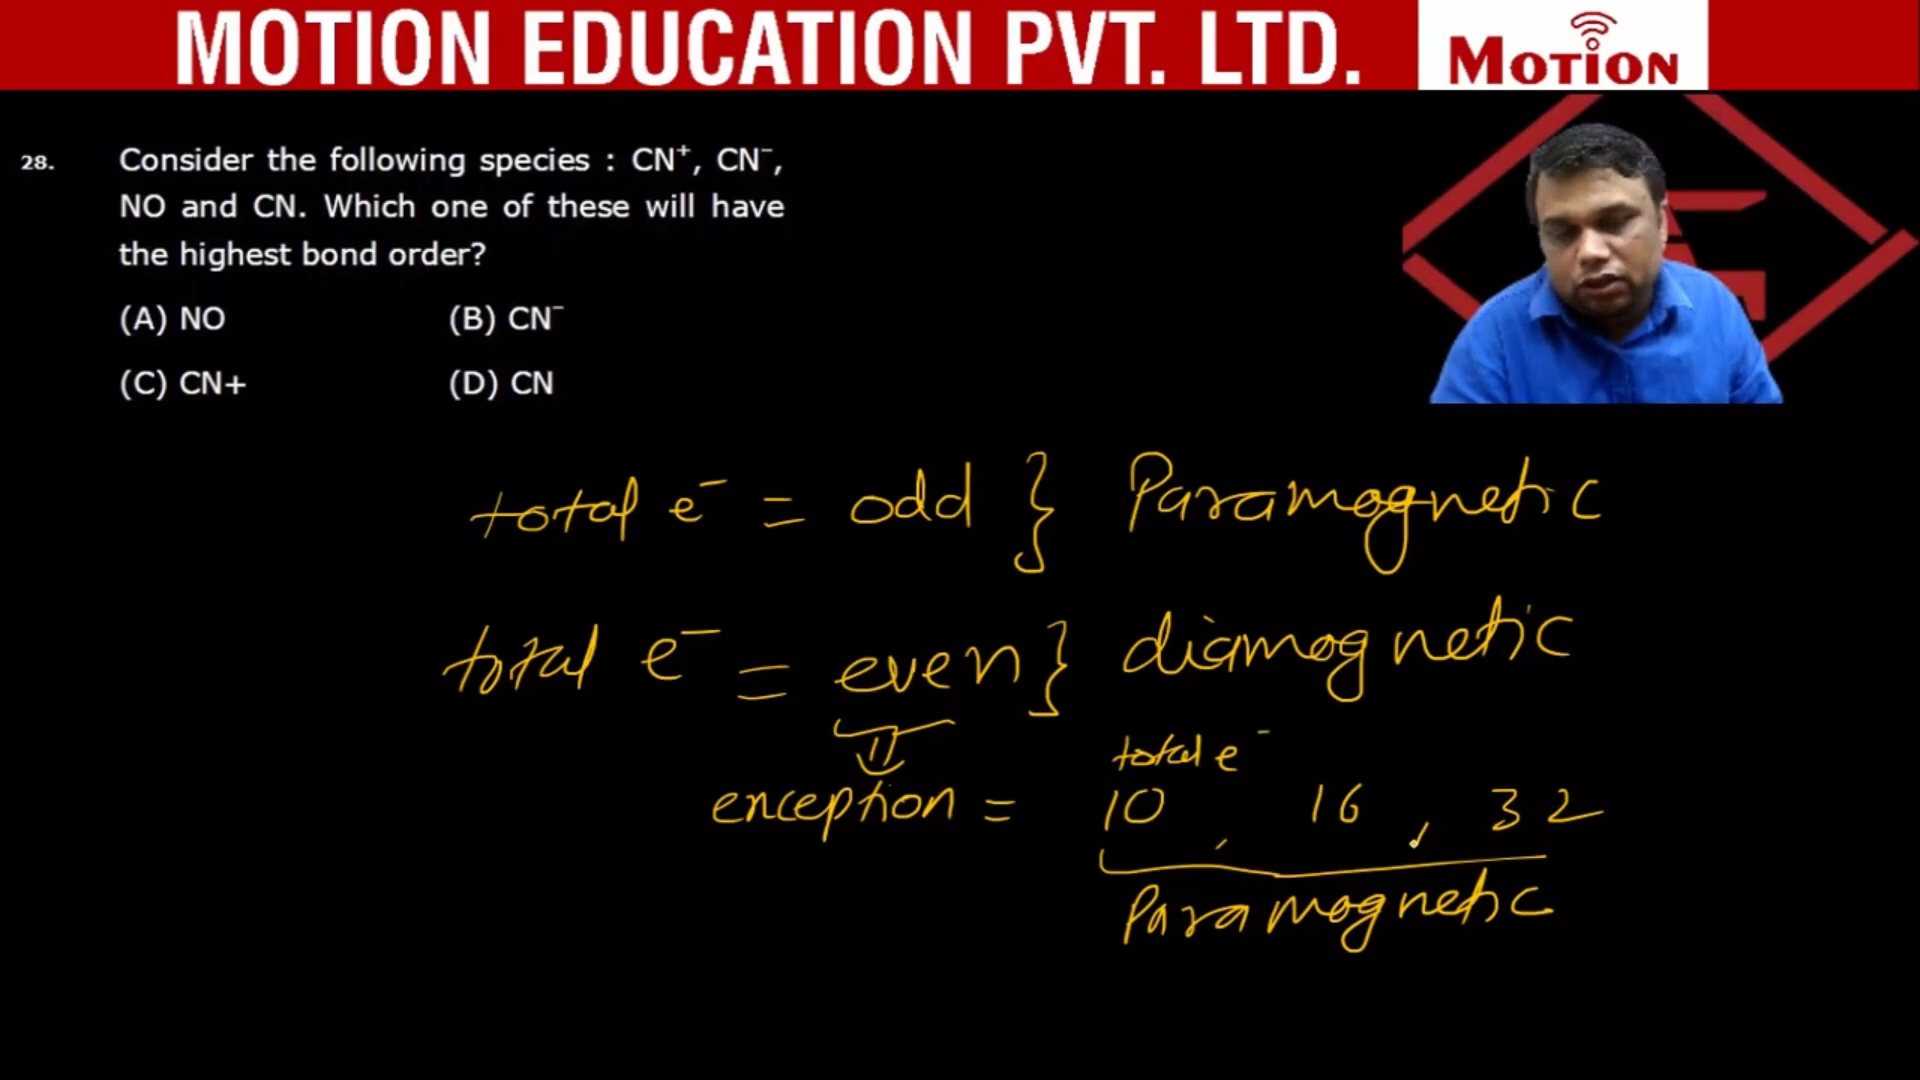 MOTION EDUCATION PVT. LTD.
MOTION
28. Consider the following species : CN⁺, CN⁻,
NO and CN. Which one of these will have
the highest bond order?
(A) NO (B) CN⁻
(C) CN+ (D) CN
total e⁻ = odd } Paramagnetic
total e⁻ = even } diamagnetic
total e⁻
exception = 10 , 16 , 32
Paramagnetic